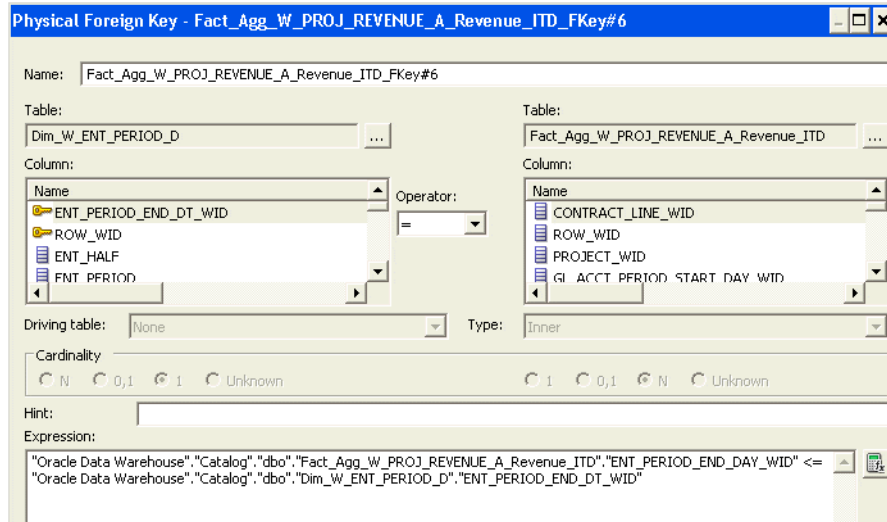 Physical Foreign Key - Fact_Agg_W_PROJ_REVENUE_A_Revenue_ITD_FKey#6
Name: Fact_Agg_W_PROJ_REVENUE_A_Revenue_ITD_FKey#6
Table: Table:
Dim_W_ENT_PERIOD_D ... Fact_Agg_W_PROJ_REVENUE_A_Revenue_ITD ...
Column: Column:
Name Operator: Name
ENT_PERIOD_END_DT_WID = CONTRACT_LINE_WID
ROW_WID ROW_WID
ENT_HALF PROJECT_WID
ENT_PERIOD GL_ACCT_PERIOD_START_DAY_WID
Driving table: None Type: Inner
Cardinality
N 0,1 1 Unknown 1 0,1 N Unknown
Hint:
Expression:
"Oracle Data Warehouse"."Catalog"."dbo"."Fact_Agg_W_PROJ_REVENUE_A_Revenue_ITD"."ENT_PERIOD_END_DAY_WID" <=
"Oracle Data Warehouse"."Catalog"."dbo"."Dim_W_ENT_PERIOD_D"."ENT_PERIOD_END_DT_WID"